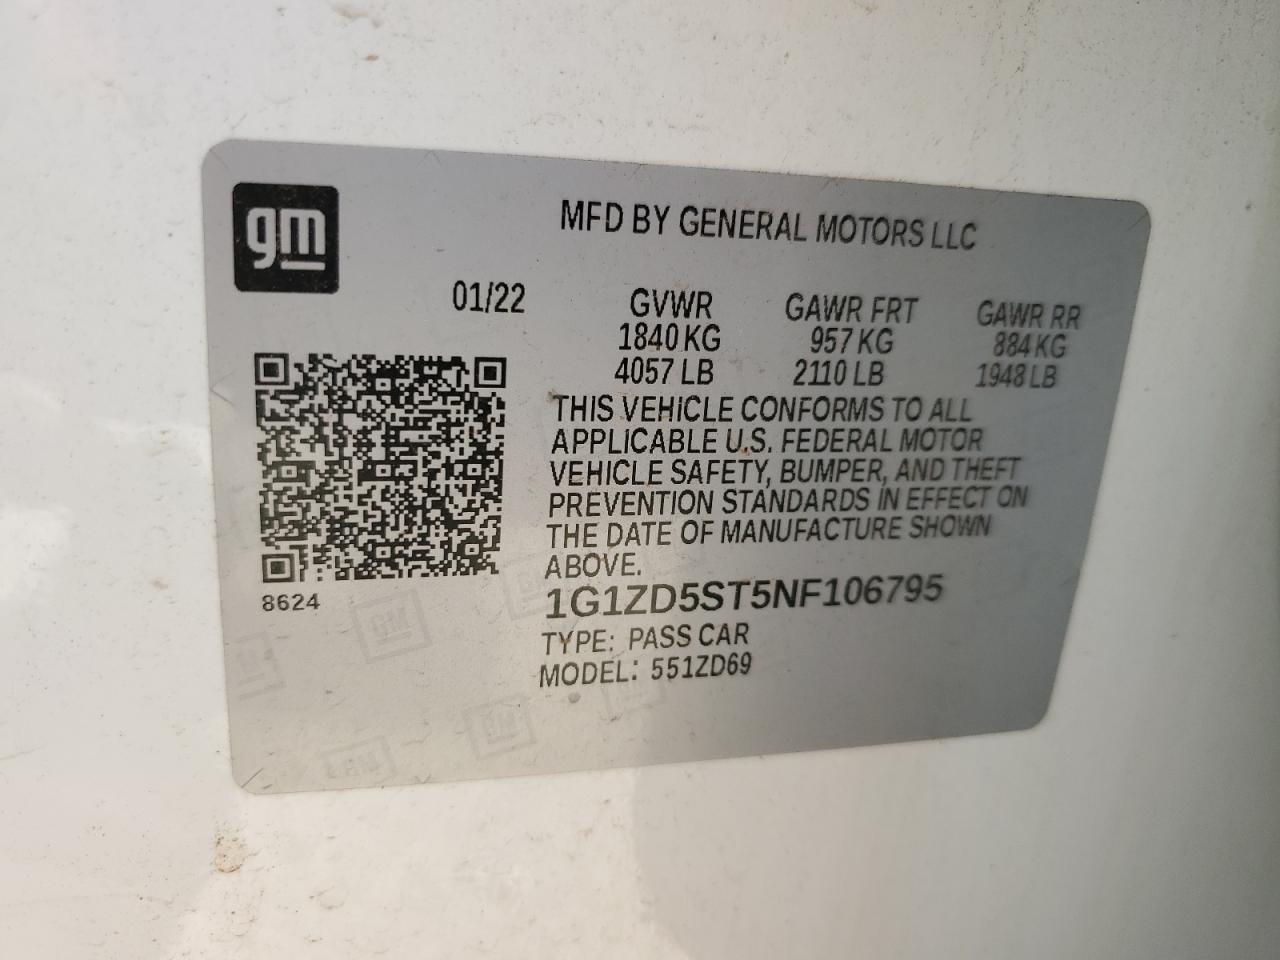 gm
MFD BY GENERAL MOTORS LLC
01/22 GVWR GAWR FRT GAWR RR
1840 KG 957 KG 884 KG
4057 LB 2110 LB 1948 LB
THIS VEHICLE CONFORMS TO ALL
APPLICABLE U.S. FEDERAL MOTOR
VEHICLE SAFETY, BUMPER, AND THEFT
PREVENTION STANDARDS IN EFFECT ON
THE DATE OF MANUFACTURE SHOWN
ABOVE.
8624
1G1ZD5ST5NF106795
TYPE: PASS CAR
MODEL: 551ZD69